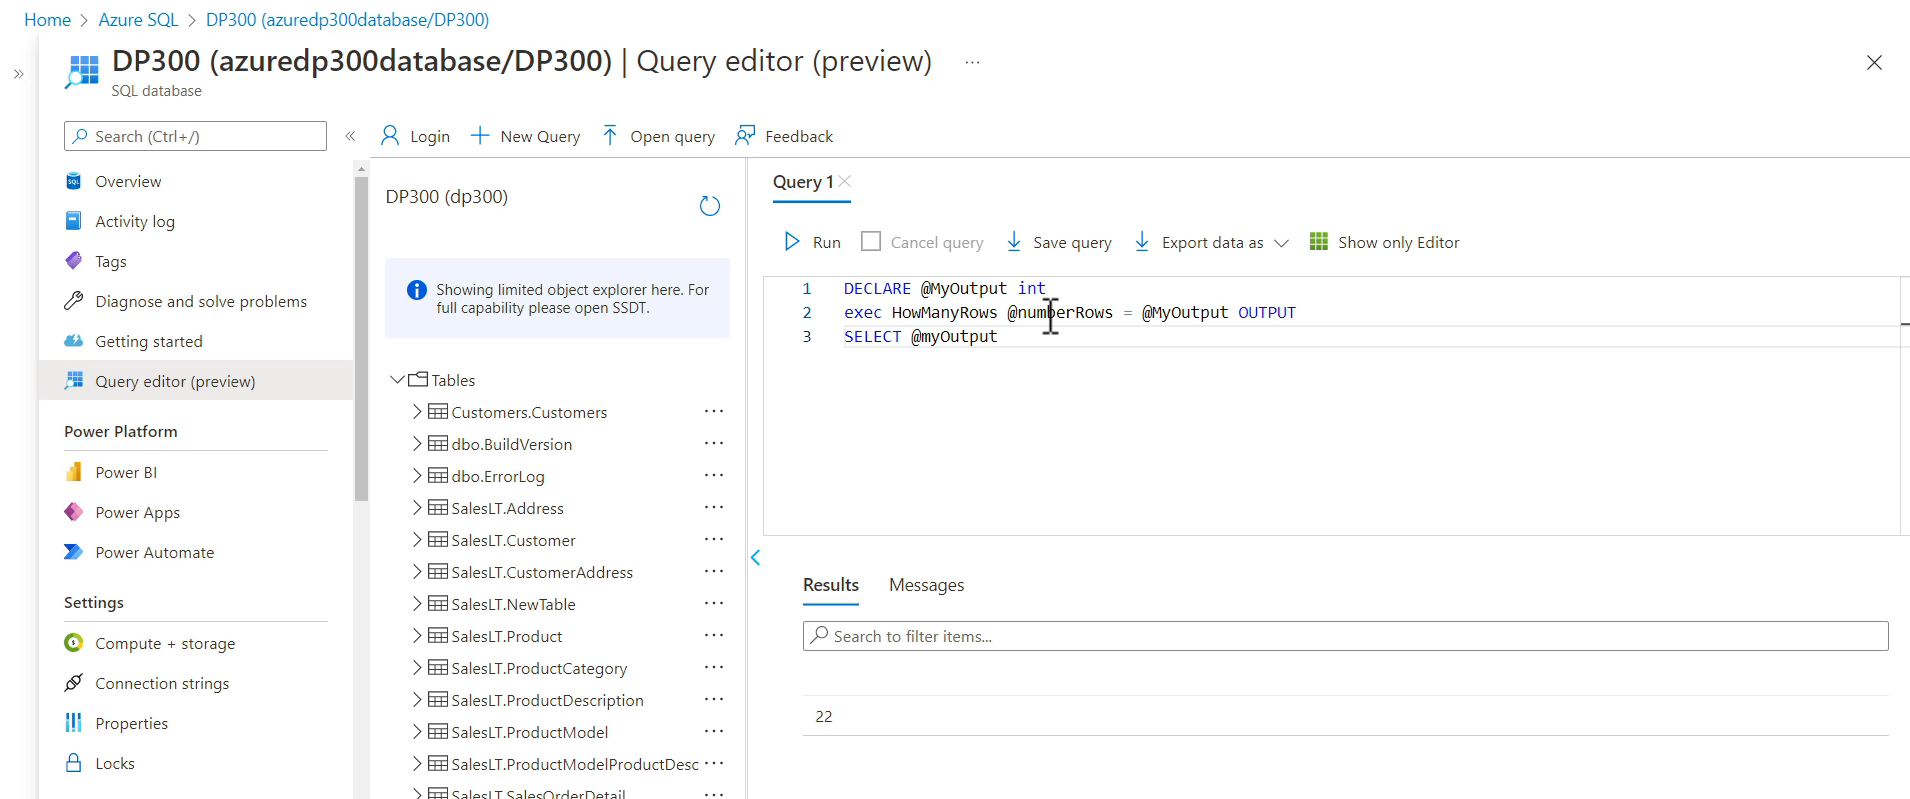 Home > Azure SQL > DP300 (azuredp300database/DP300)
DP300 (azuredp300database/DP300) | Query editor (preview) ...
SQL database
Search (Ctrl+/)
Overview
Activity log
Tags
Diagnose and solve problems
Getting started
Query editor (preview)
Power Platform
Power BI
Power Apps
Power Automate
Settings
Compute + storage
Connection strings
Properties
Locks
Login
New Query
Open query
Feedback
DP300 (dp300)
Showing limited object explorer here. For
full capability please open SSDT.
Tables
Customers.Customers ...
dbo.BuildVersion ...
dbo.ErrorLog ...
SalesLT.Address ...
SalesLT.Customer ...
SalesLT.CustomerAddress ...
SalesLT.NewTable ...
SalesLT.Product ...
SalesLT.ProductCategory ...
SalesLT.ProductDescription ...
SalesLT.ProductModel ...
SalesLT.ProductModelProductDesc ...
SalesLT.SalesOrderDetail ...
Query 1
Run
Cancel query
Save query
Export data as
Show only Editor
1 DECLARE @MyOutput int
2 exec HowManyRows @numberRows = @MyOutput OUTPUT
3 SELECT @myOutput
Results
Messages
Search to filter items...
22